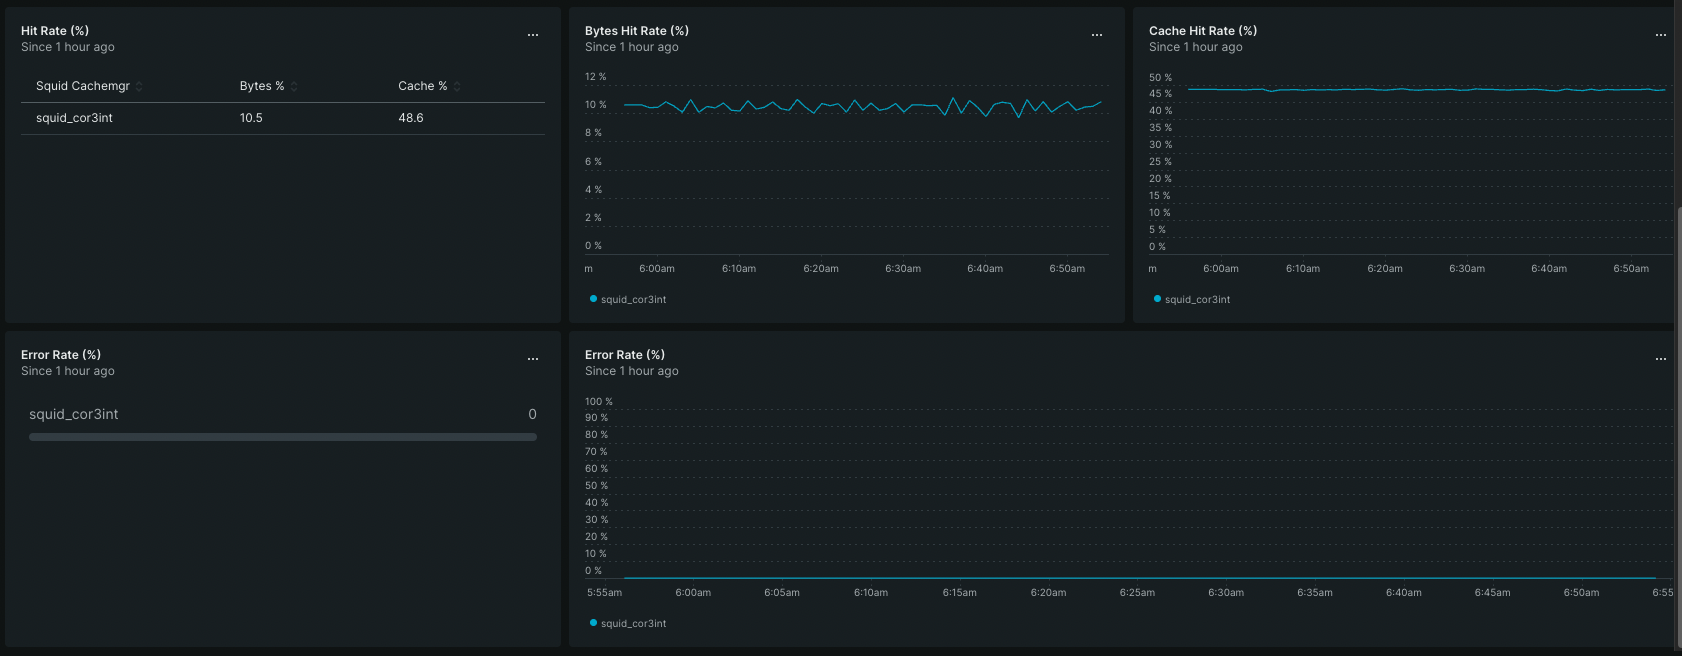 Hit Rate (%)
Since 1 hour ago
...
Squid Cachemgr Bytes % Cache %
squid_cor3int 10.5 48.6
Bytes Hit Rate (%)
Since 1 hour ago
...
12 %
10 %
8 %
6 %
4 %
2 %
0 %
m 6:00am 6:10am 6:20am 6:30am 6:40am 6:50am
squid_cor3int
Cache Hit Rate (%)
Since 1 hour ago
...
50 %
45 %
40 %
35 %
30 %
25 %
20 %
15 %
10 %
5 %
0 %
m 6:00am 6:10am 6:20am 6:30am 6:40am 6:50am
squid_cor3int
Error Rate (%)
Since 1 hour ago
...
squid_cor3int 0
Error Rate (%)
Since 1 hour ago
...
100 %
90 %
80 %
70 %
60 %
50 %
40 %
30 %
20 %
10 %
0 %
5:55am 6:00am 6:05am 6:10am 6:15am 6:20am 6:25am 6:30am 6:35am 6:40am 6:45am 6:50am 6:55
squid_cor3int